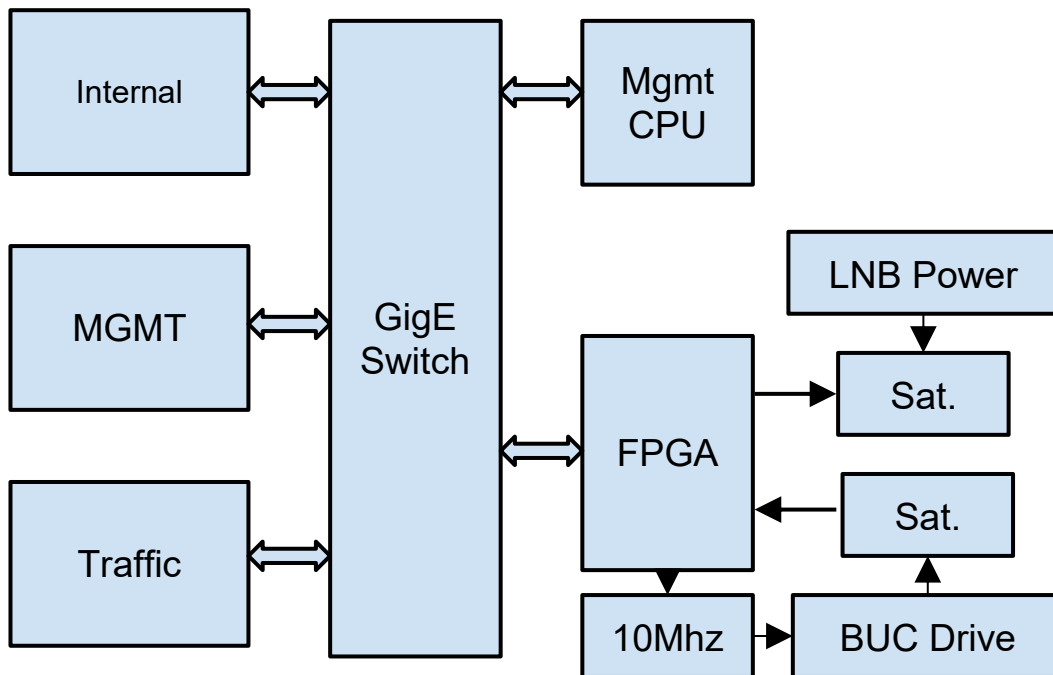 Internal
Mgmt
CPU
LNB Power
MGMT
GigE
Switch
Sat.
FPGA
Sat.
Traffic
10Mhz
BUC Drive